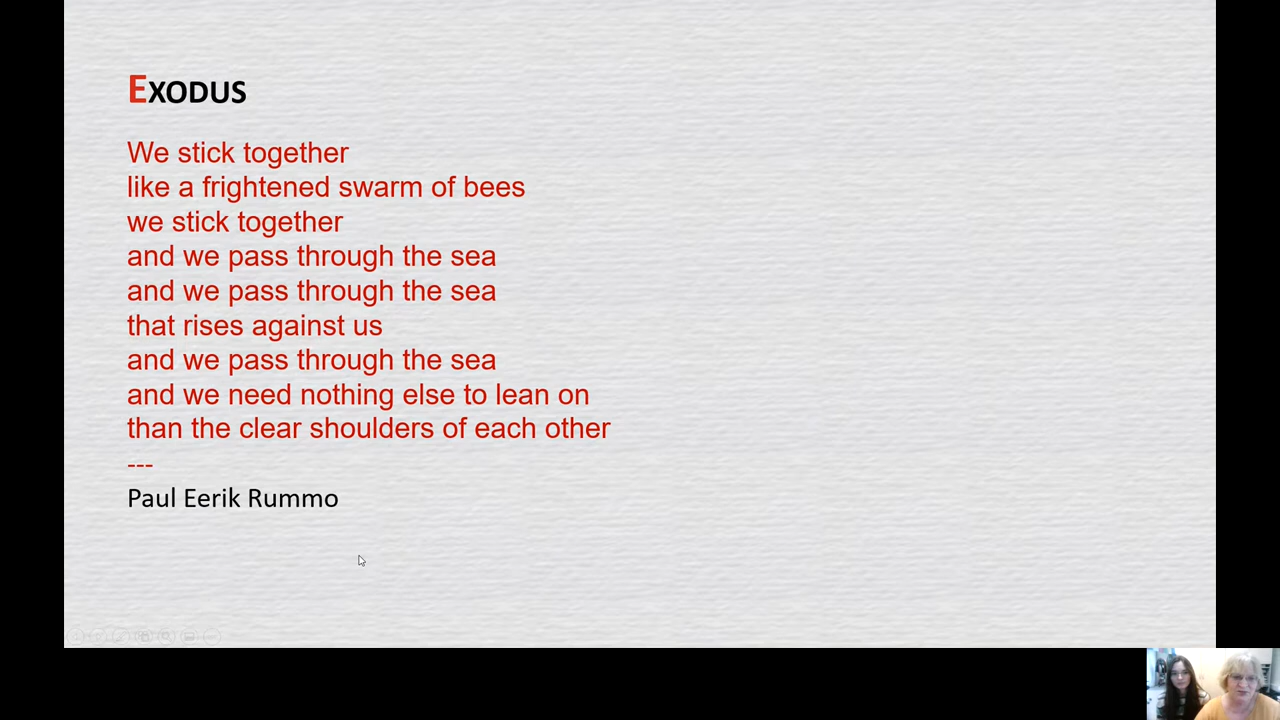 EXODUS
We stick together
like a frightened swarm of bees
we stick together
and we pass through the sea
and we pass through the sea
that rises against us
and we pass through the sea
and we need nothing else to lean on
than the clear shoulders of each other
---
Paul Eerik Rummo